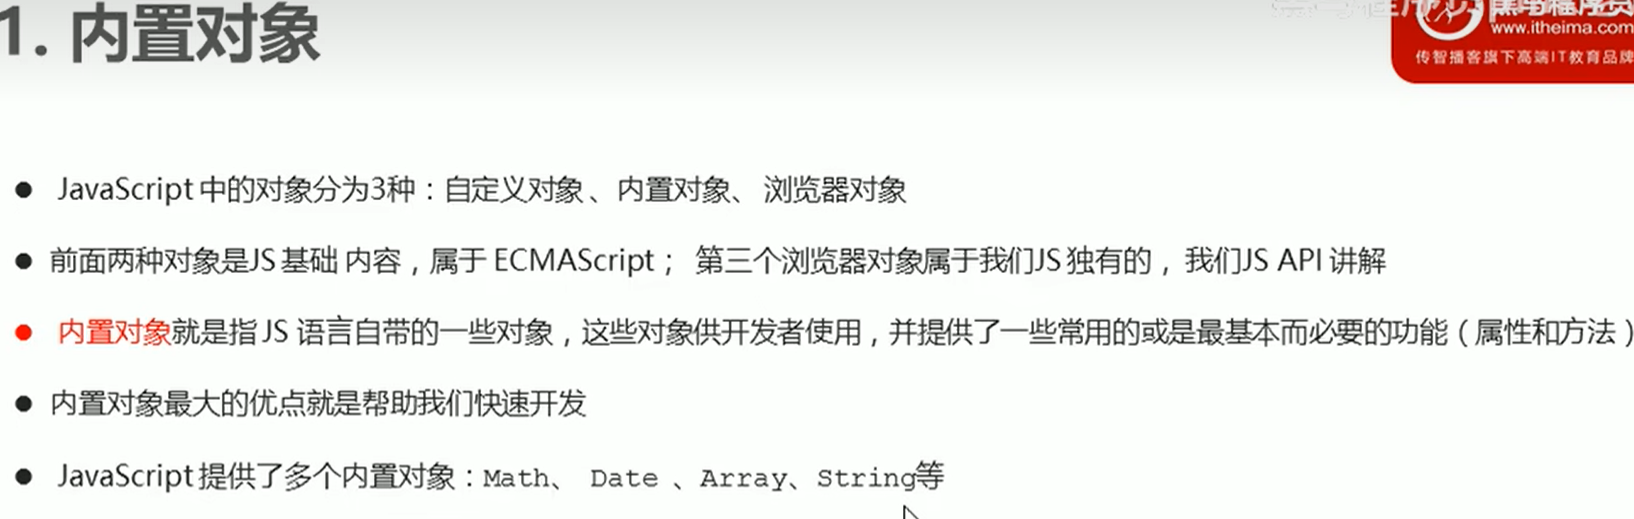 1. 内置对象
www.itheima.com
传智播客旗下高端IT教育品牌
● JavaScript 中的对象分为3种：自定义对象 、内置对象、 浏览器对象
● 前面两种对象是JS 基础 内容，属于 ECMAScript； 第三个浏览器对象属于我们JS 独有的， 我们JS API 讲解
● 内置对象就是指 JS 语言自带的一些对象，这些对象供开发者使用，并提供了一些常用的或是最基本而必要的功能（属性和方法）
● 内置对象最大的优点就是帮助我们快速开发
● JavaScript 提供了多个内置对象：Math、 Date 、Array、String等